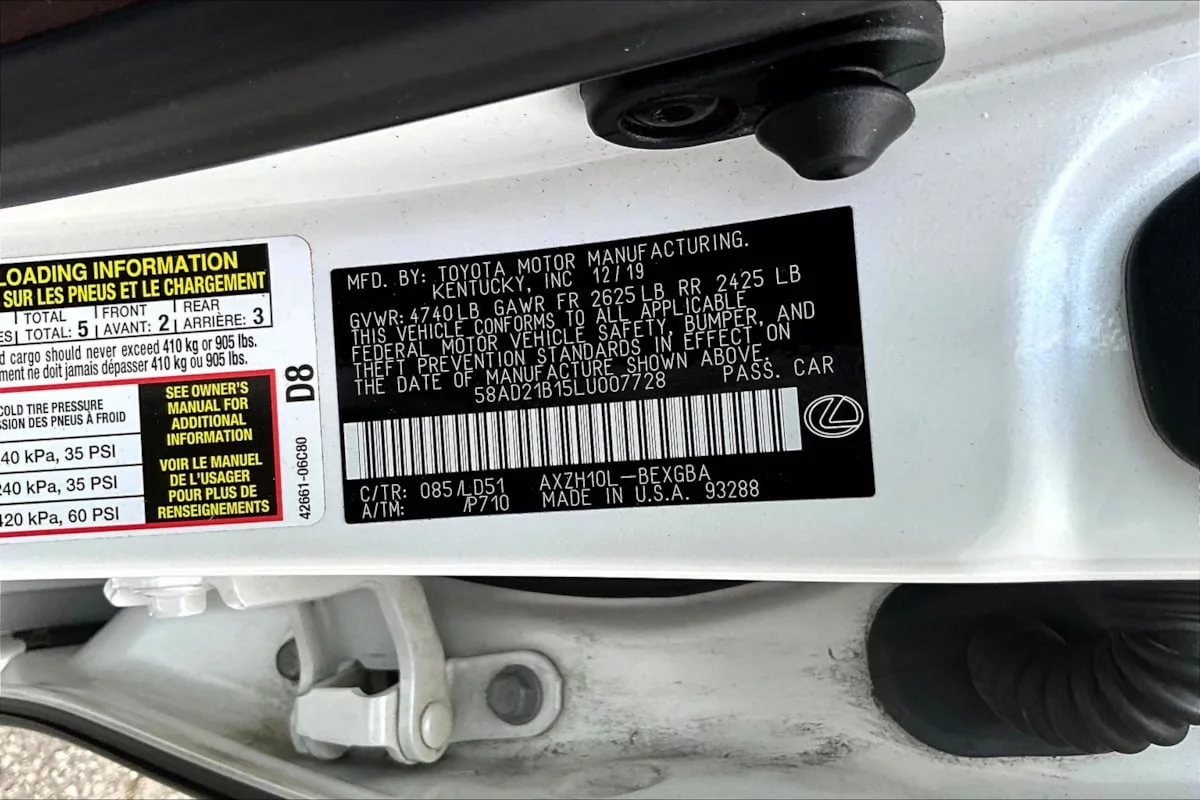 LOADING INFORMATION
SUR LES PNEUS ET LE CHARGEMENT
TOTAL FRONT REAR
TOTAL: 5 AVANT: 2 ARRIÈRE: 3
cargo should never exceed 410 kg or 905 lbs.
ne doit jamais dépasser 410 kg ou 905 lbs.
COLD TIRE PRESSURE
DES PNEUS À FROID
35 PSI
240 kPa, 35 PSI
420 kPa, 60 PSI
SEE OWNER'S
MANUAL FOR
ADDITIONAL
INFORMATION
VOIR LE MANUEL
DE L'USAGER
POUR PLUS DE
RENSEIGNEMENTS
D8
42661-06C80
MFD. BY: TOYOTA MOTOR MANUFACTURING.
KENTUCKY, INC 12/19
GVWR: 4740LB GAWR FR 2625LB RR 2425 LB
THIS VEHICLE CONFORMS TO ALL APPLICABLE
FEDERAL MOTOR VEHICLE SAFETY, BUMPER, AND
THEFT PREVENTION STANDARDS IN EFFECT ON
THE DATE OF MANUFACTURE SHOWN ABOVE.
58AD21B15LU007728 PASS. CAR
C/TR: 085/LD51 AXZH10L-BEXGBA
A/TM: /P710 MADE IN U.S.A. 93288